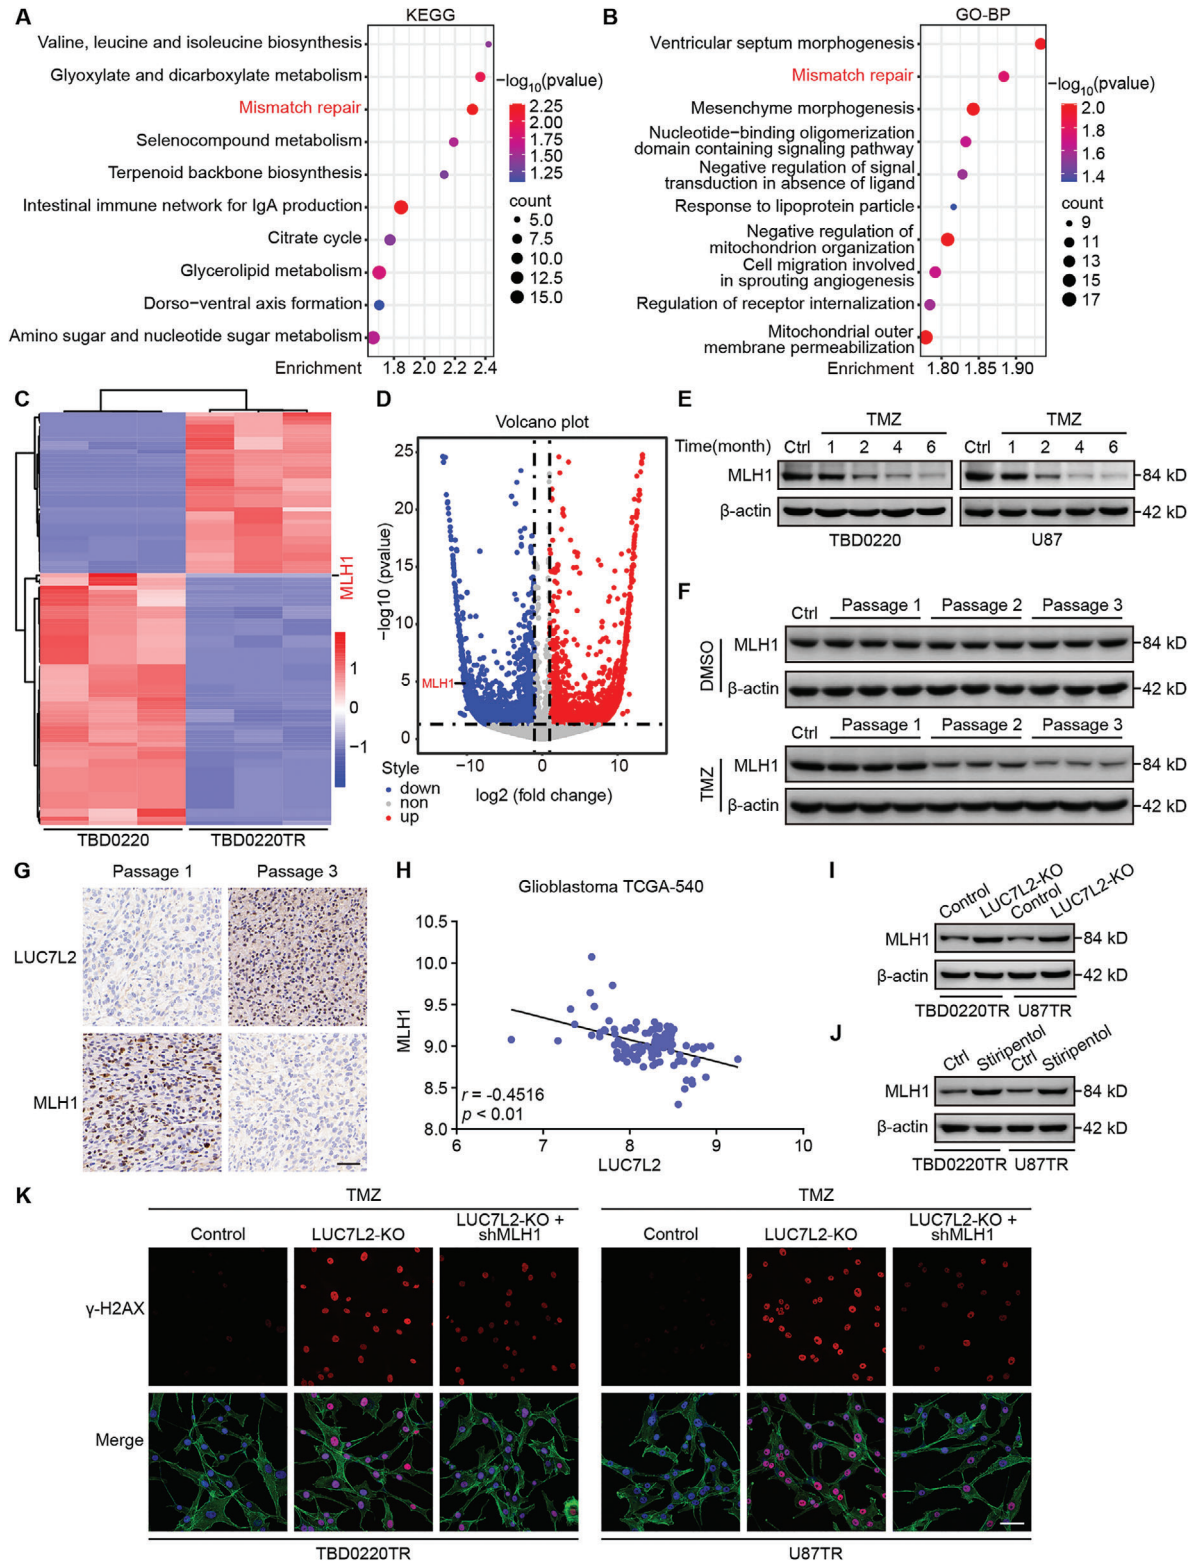 A
KEGG
Valine, leucine and isoleucine biosynthesis
Glyoxylate and dicarboxylate metabolism
Mismatch repair
Selenocompound metabolism
Terpenoid backbone biosynthesis
Intestinal immune network for IgA production
Citrate cycle
Glycerolipid metabolism
Dorso−ventral axis formation
Amino sugar and nucleotide sugar metabolism
Enrichment
1.8 2.0 2.2 2.4
−log10(pvalue)
2.25
2.00
1.75
1.50
1.25
count
5.0
7.5
10.0
12.5
15.0
B
GO-BP
Ventricular septum morphogenesis
Mismatch repair
Mesenchyme morphogenesis
Nucleotide−binding oligomerization
domain containing signaling pathway
Negative regulation of signal
transduction in absence of ligand
Response to lipoprotein particle
Negative regulation of
mitochondrion organization
Cell migration involved
in sprouting angiogenesis
Regulation of receptor internalization
Mitochondrial outer
membrane permeabilization
Enrichment
1.80 1.85 1.90
−log10(pvalue)
2.0
1.8
1.6
1.4
count
9
11
13
15
17
C
MLH1
1
0
−1
TBD0220
TBD0220TR
D
Volcano plot
−log10 (pvalue)
25
20
15
10
5
0
MLH1
−10 0 10
log2 (fold change)
Style
down
non
up
E
TMZ
TMZ
Time(month) Ctrl 1 2 4 6 Ctrl 1 2 4 6
MLH1
84 kD
β-actin
42 kD
TBD0220
U87
F
Ctrl Passage 1 Passage 2 Passage 3
DMSO
MLH1
84 kD
β-actin
42 kD
Ctrl Passage 1 Passage 2 Passage 3
TMZ
MLH1
84 kD
β-actin
42 kD
G
Passage 1
Passage 3
LUC7L2
MLH1
H
Glioblastoma TCGA-540
MLH1
10.5
10.0
9.5
9.0
8.5
8.0
r = -0.4516
p < 0.01
6 7 8 9 10
LUC7L2
I
Control
LUC7L2-KO
Control
LUC7L2-KO
MLH1
84 kD
β-actin
42 kD
TBD0220TR
U87TR
J
Ctrl
Stiripentol
Ctrl
Stiripentol
MLH1
84 kD
β-actin
42 kD
TBD0220TR
U87TR
K
TMZ
TMZ
Control
LUC7L2-KO
LUC7L2-KO +
shMLH1
Control
LUC7L2-KO
LUC7L2-KO +
shMLH1
γ-H2AX
Merge
TBD0220TR
U87TR